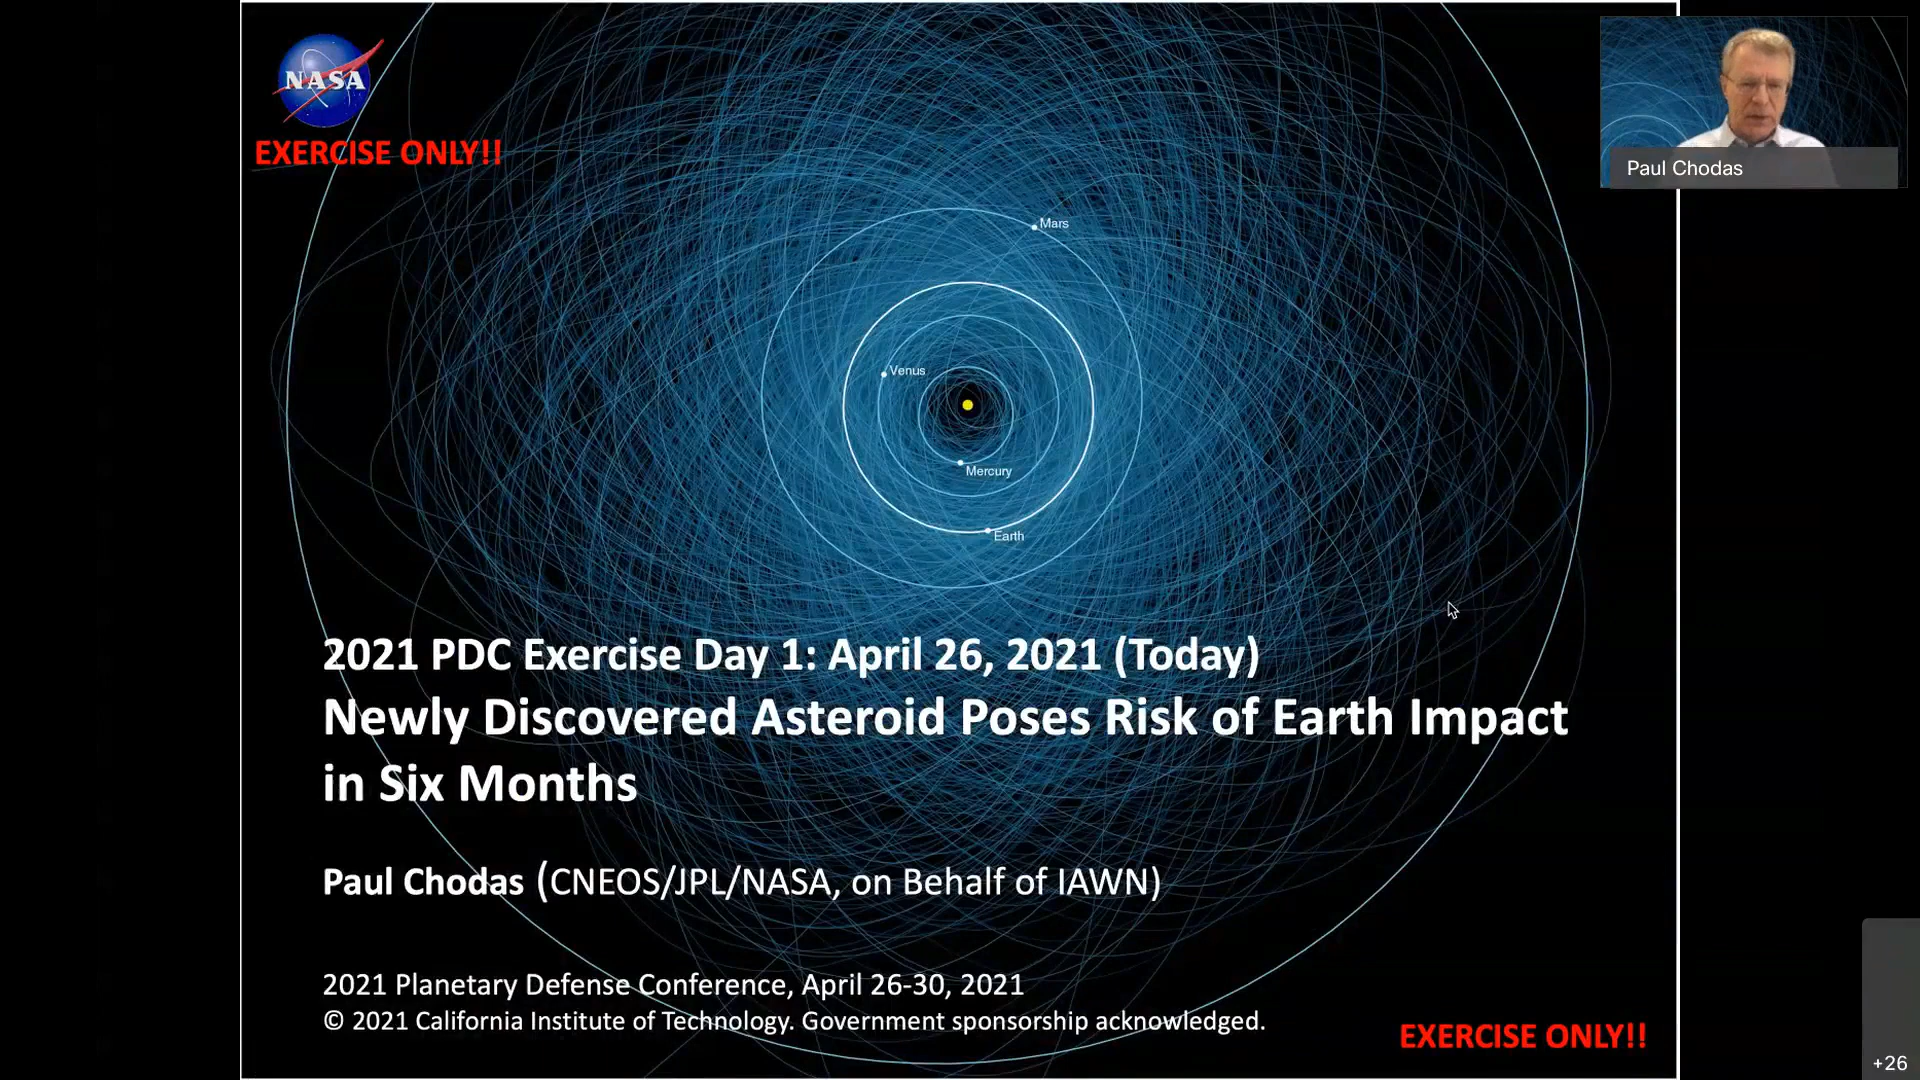 NASA
EXERCISE ONLY!!
Paul Chodas
Mars
Venus
Mercury
Earth
2021 PDC Exercise Day 1: April 26, 2021 (Today)
Newly Discovered Asteroid Poses Risk of Earth Impact
in Six Months
Paul Chodas (CNEOS/JPL/NASA, on Behalf of IAWN)
2021 Planetary Defense Conference, April 26-30, 2021
© 2021 California Institute of Technology. Government sponsorship acknowledged.
EXERCISE ONLY!!
+26